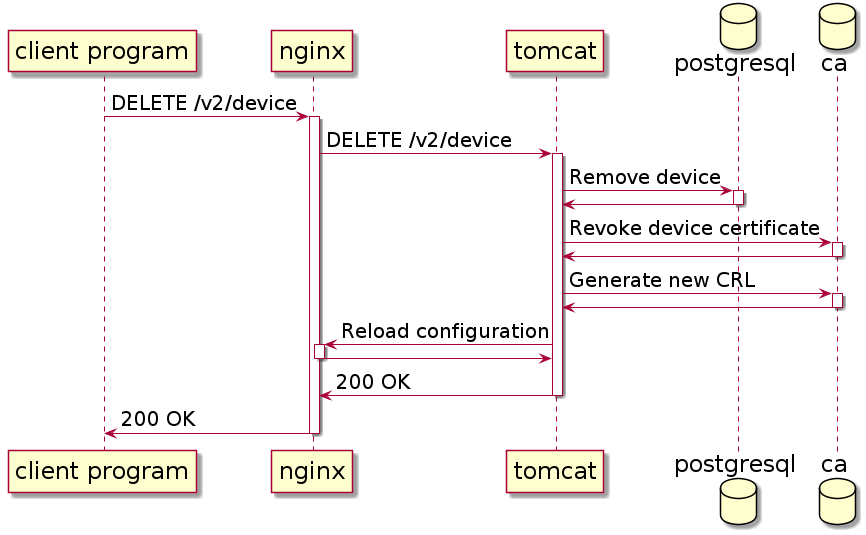 client program
nginx
tomcat
postgresql
ca
DELETE /v2/device
DELETE /v2/device
Remove device
Revoke device certificate
Generate new CRL
Reload configuration
200 OK
200 OK
client program
nginx
tomcat
postgresql
ca